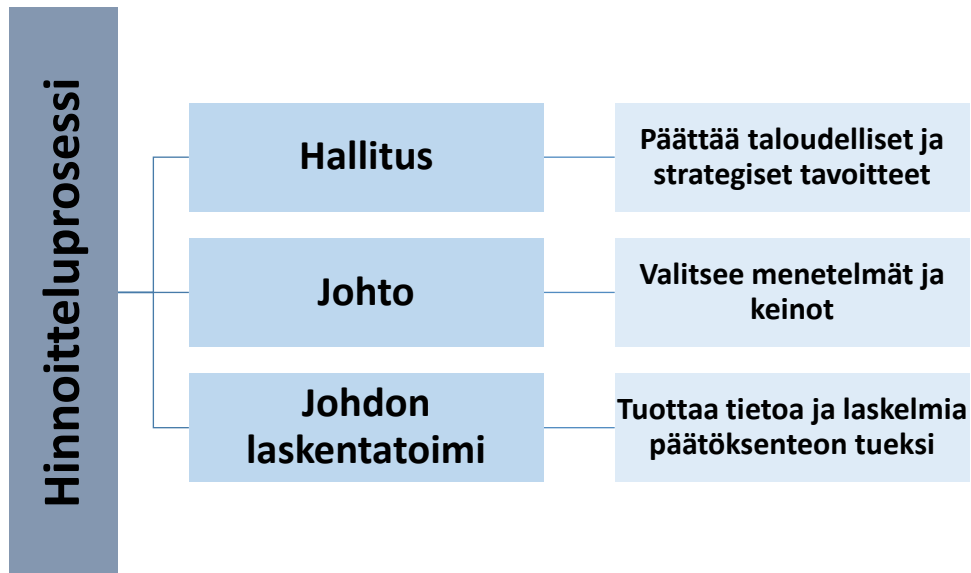 Hinnoitteluprosessi
Hallitus
Päättää taloudelliset ja
strategiset tavoitteet
Johto
Valitsee menetelmät ja
keinot
Johdon
laskentatoimi
Tuottaa tietoa ja laskelmia
päätöksenteon tueksi